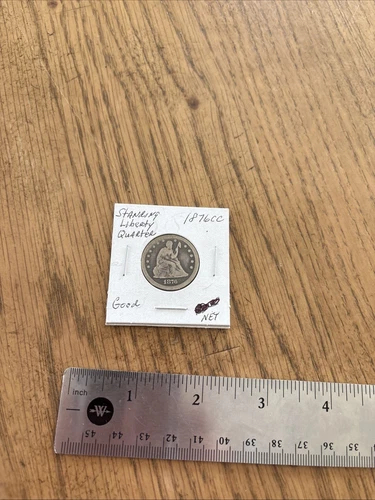 STANDING
Liberty
QUARTER
1876CC
1876
Good
NET
inch
1
2
3
4
W
45 44 43 42 41 40 39 38 37 36 35